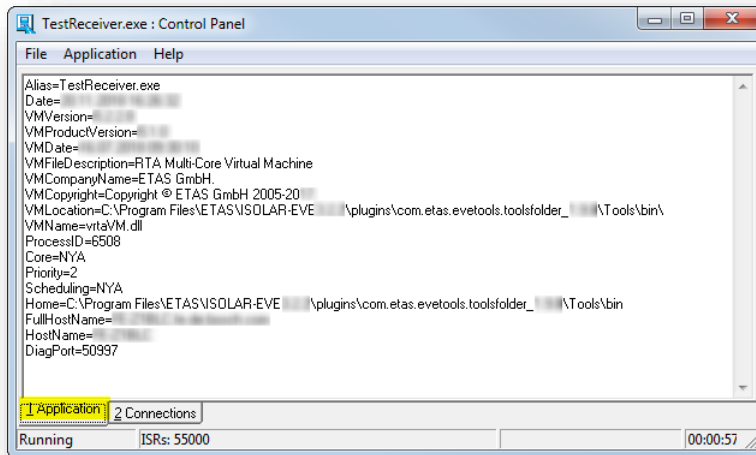 TestReceiver.exe : Control Panel
File Application Help
Alias=TestReceiver.exe
Date=
VMVersion=
VMProductVersion=
VMDate=
VMFileDescription=RTA Multi-Core Virtual Machine
VMCompanyName=ETAS GmbH.
VMCopyright=Copyright © ETAS GmbH 2005-20
VMLocation=C:\Program Files\ETAS\ISOLAR-EVE \plugins\com.etas.evetools.toolsfolder_ \Tools\bin\
VMName=vrtaVM.dll
ProcessID=6508
Core=NYA
Priority=2
Scheduling=NYA
Home=C:\Program Files\ETAS\ISOLAR-EVE \plugins\com.etas.evetools.toolsfolder_ \Tools\bin
FullHostName=
HostName=
DiagPort=50997
1 Application 2 Connections
Running ISRs: 55000 00:00:57